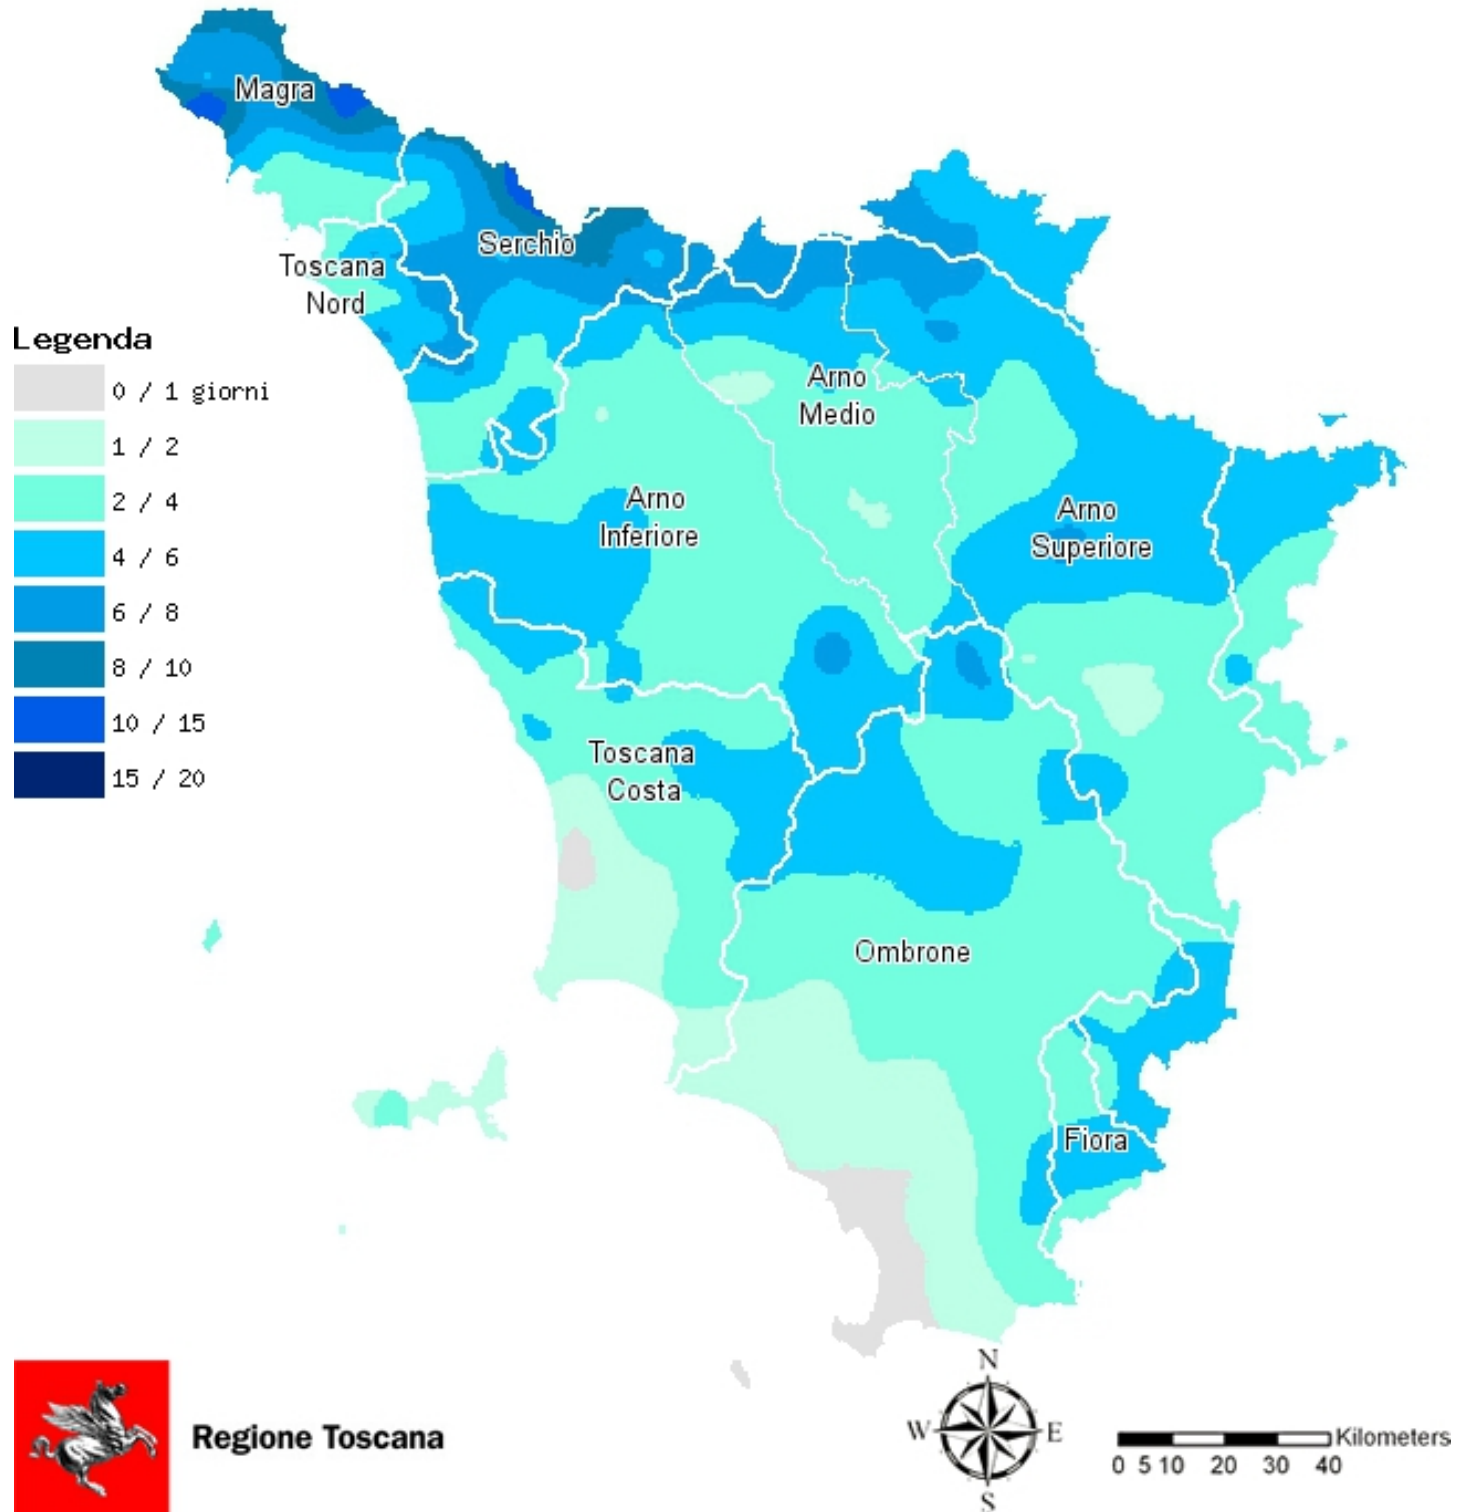 Magra
Serchio
Toscana
Nord
Legenda
0 / 1 giorni
1 / 2
2 / 4
4 / 6
6 / 8
8 / 10
10 / 15
15 / 20
Arno
Medio
Arno
Inferiore
Arno
Superiore
Toscana
Costa
Ombrone
Fiora
Regione Toscana
N
W
E
S
Kilometers
0 5 10 20 30 40